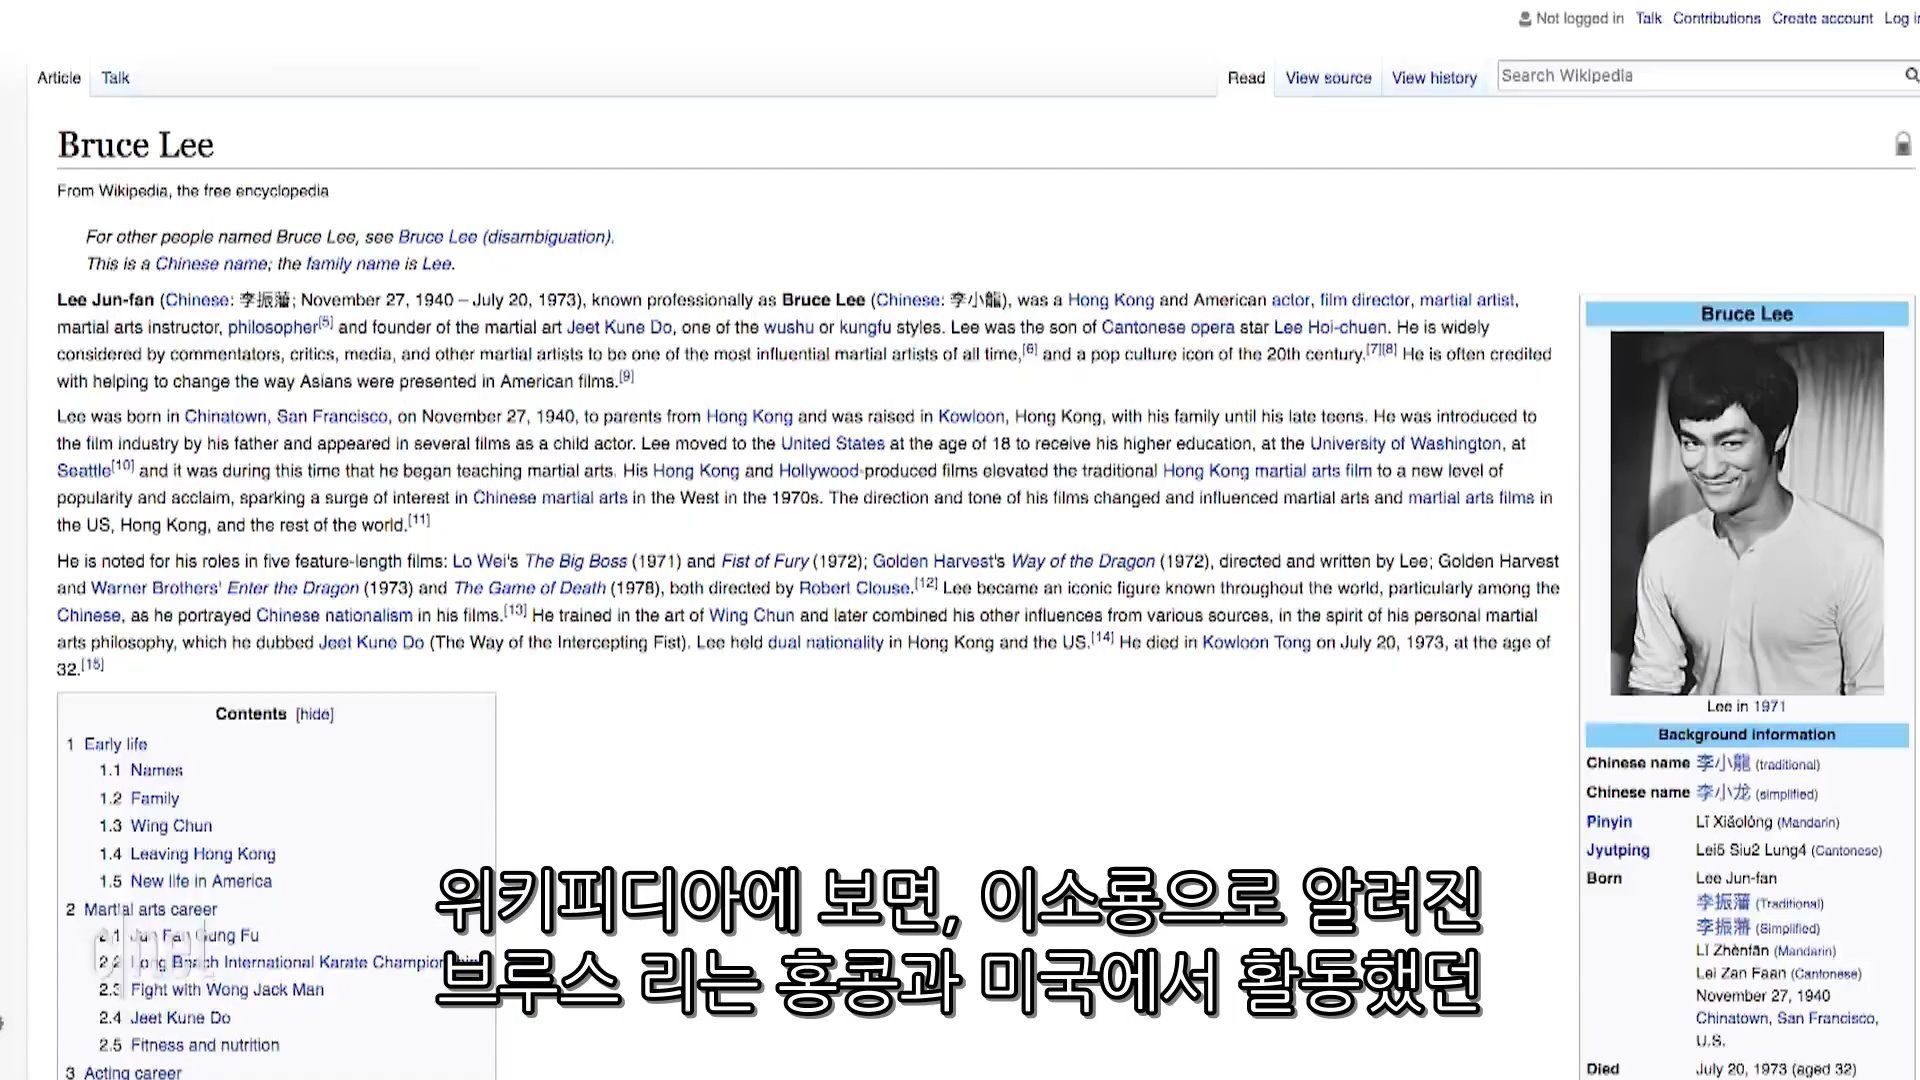 Not logged in Talk Contributions Create account
Article Talk
Read View source View history Search Wikipedia
Bruce Lee
From Wikipedia, the free encyclopedia
For other people named Bruce Lee, see Bruce Lee (disambiguation).
This is a Chinese name; the family name is Lee.
Lee Jun-fan (Chinese: 李振藩; November 27, 1940 – July 20, 1973), known professionally as Bruce Lee (Chinese: 李小龍), was a Hong Kong and American actor, film director, martial artist,
martial arts instructor, philosopher[5] and founder of the martial art Jeet Kune Do, one of the wushu or kungfu styles. Lee was the son of Cantonese opera star Lee Hoi-chuen. He is widely
considered by commentators, critics, media, and other martial artists to be one of the most influential martial artists of all time,[6] and a pop culture icon of the 20th century.[7][8] He is often credited
with helping to change the way Asians were presented in American films.[9]
Lee was born in Chinatown, San Francisco, on November 27, 1940, to parents from Hong Kong and was raised in Kowloon, Hong Kong, with his family until his late teens. He was introduced to
the film industry by his father and appeared in several films as a child actor. Lee moved to the United States at the age of 18 to receive his higher education, at the University of Washington, at
Seattle[10] and it was during this time that he began teaching martial arts. His Hong Kong and Hollywood-produced films elevated the traditional Hong Kong martial arts film to a new level of
popularity and acclaim, sparking a surge of interest in Chinese martial arts in the West in the 1970s. The direction and tone of his films changed and influenced martial arts and martial arts films in
the US, Hong Kong, and the rest of the world.[11]
He is noted for his roles in five feature-length films: Lo Wei's The Big Boss (1971) and Fist of Fury (1972); Golden Harvest's Way of the Dragon (1972), directed and written by Lee; Golden Harvest
and Warner Brothers' Enter the Dragon (1973) and The Game of Death (1978), both directed by Robert Clouse.[12] Lee became an iconic figure known throughout the world, particularly among the
Chinese, as he portrayed Chinese nationalism in his films.[13] He trained in the art of Wing Chun and later combined his other influences from various sources, in the spirit of his personal martial
arts philosophy, which he dubbed Jeet Kune Do (The Way of the Intercepting Fist). Lee held dual nationality in Hong Kong and the US.[14] He died in Kowloon Tong on July 20, 1973, at the age of
32.[15]
Contents [hide]
1 Early life
1.1 Names
1.2 Family
1.3 Wing Chun
1.4 Leaving Hong Kong
1.5 New life in America
2 Martial arts career
2.1 Jun Fan Gung Fu
2.2 Long Beach International Karate
2.3 Fight with Wong Jack Man
2.4 Jeet Kune Do
2.5 Fitness and nutrition
3 Acting career
Bruce Lee
Lee in 1971
Background information
Chinese name 李小龍 (traditional)
Chinese name 李小龙 (simplified)
Pinyin Lǐ Xiǎolóng (Mandarin)
Jyutping Lei5 Siu2 Lung4 (Cantonese)
Born Lee Jun-fan
李振藩 (Traditional)
李振藩 (Simplified)
Lǐ Zhènfān (Mandarin)
Lei Zan Faan (Cantonese)
November 27, 1940
Chinatown, San Francisco,
U.S.
Died July 20, 1973 (aged 32)
위키피디아에 보면, 이소룡으로 알려진
브루스 리는 홍콩과 미국에서 활동했던